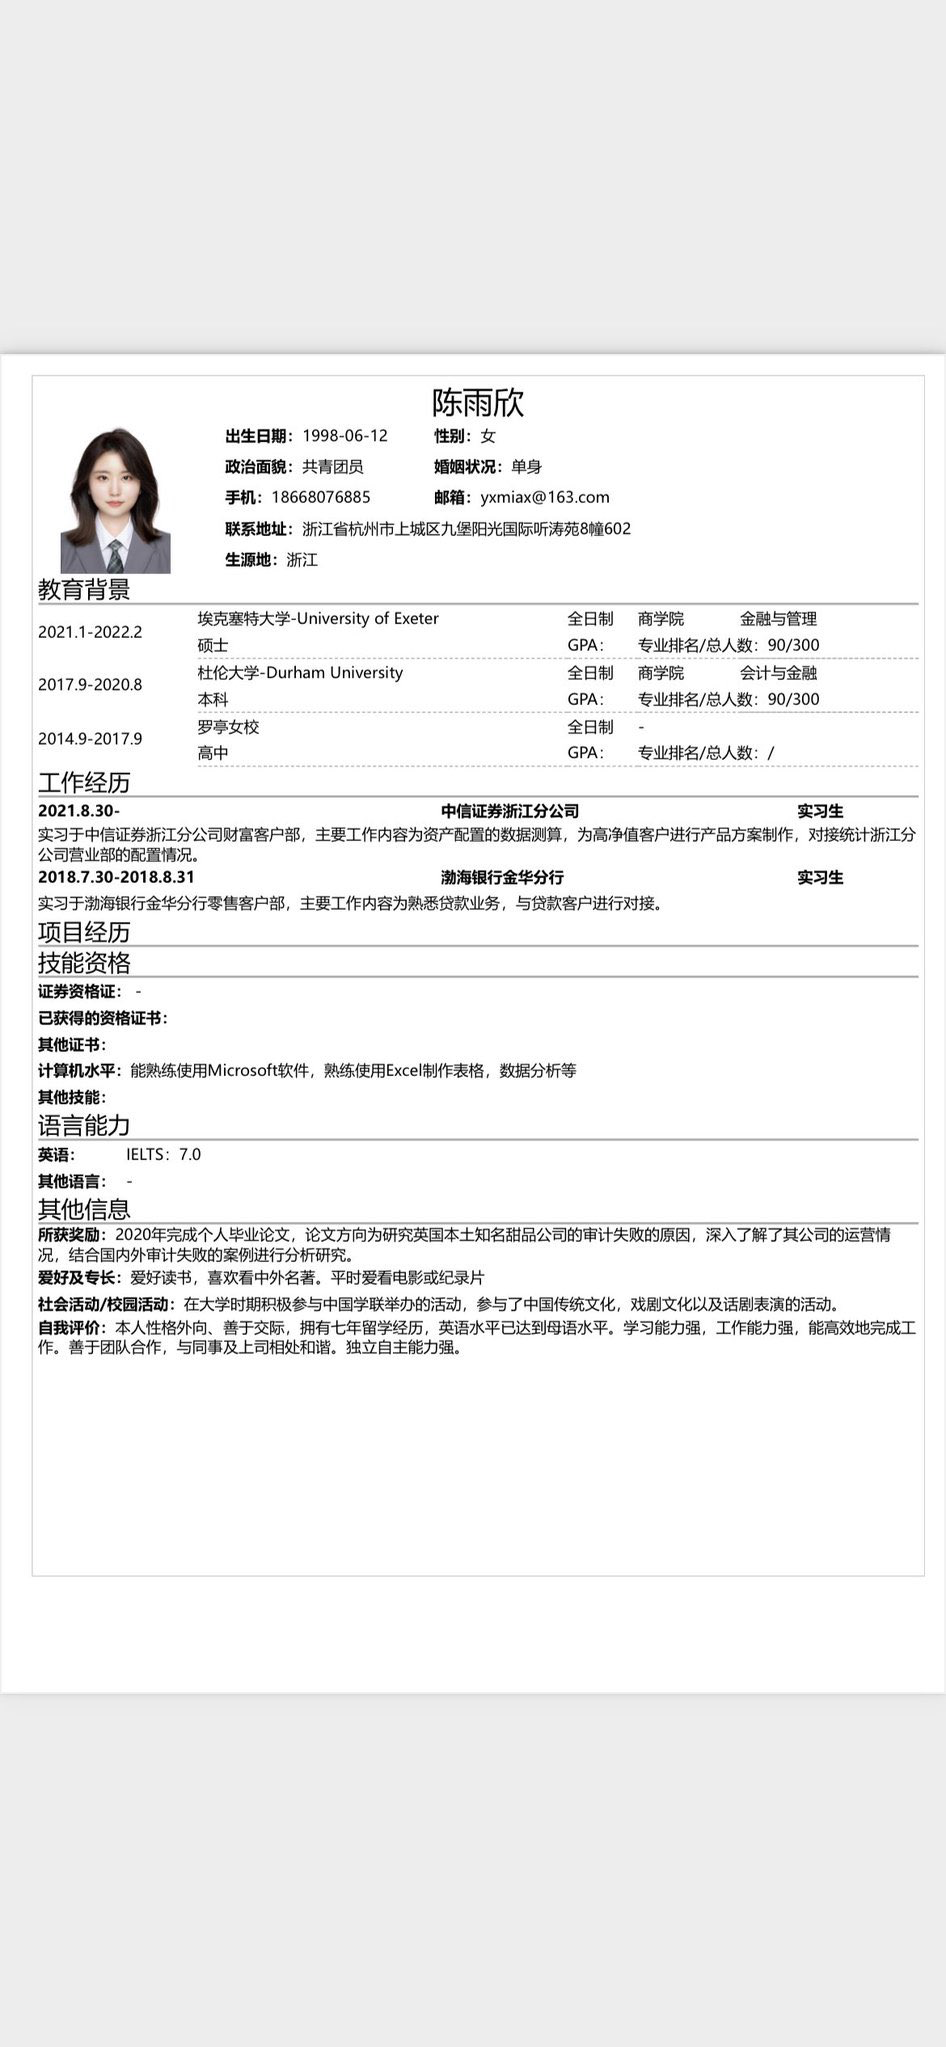 陈雨欣
出生日期：1998-06-12 性别：女
政治面貌：共青团员 婚姻状况：单身
手机：18668076885 邮箱：yxmiax@163.com
联系地址：浙江省杭州市上城区九堡阳光国际听涛苑8幢602
生源地：浙江
教育背景
2021.1-2022.2 埃克塞特大学-University of Exeter 全日制 商学院 金融与管理
硕士 GPA： 专业排名/总人数：90/300
2017.9-2020.8 杜伦大学-Durham University 全日制 商学院 会计与金融
本科 GPA： 专业排名/总人数：90/300
2014.9-2017.9 罗亭女校 全日制 -
高中 GPA： 专业排名/总人数：/
工作经历
2021.8.30- 中信证券浙江分公司 实习生
实习于中信证券浙江分公司财富客户部，主要工作内容为资产配置的数据测算，为高净值客户进行产品方案制作，对接统计浙江分
公司营业部的配置情况。
2018.7.30-2018.8.31 渤海银行金华分行 实习生
实习于渤海银行金华分行零售客户部，主要工作内容为熟悉贷款业务，与贷款客户进行对接。
项目经历
技能资格
证券资格证： -
已获得的资格证书：
其他证书：
计算机水平：能熟练使用Microsoft软件，熟练使用Excel制作表格，数据分析等
其他技能：
语言能力
英语： IELTS：7.0
其他语言： -
其他信息
所获奖励：2020年完成个人毕业论文，论文方向为研究英国本土知名甜品公司的审计失败的原因，深入了解了其公司的运营情
况，结合国内外审计失败的案例进行分析研究。
爱好及专长：爱好读书，喜欢看中外名著。平时爱看电影或纪录片
社会活动/校园活动：在大学时期积极参与中国学联举办的活动，参与了中国传统文化，戏剧文化以及话剧表演的活动。
自我评价：本人性格外向、善于交际，拥有七年留学经历，英语水平已达到母语水平。学习能力强，工作能力强，能高效地完成工
作。善于团队合作，与同事及上司相处和谐。独立自主能力强。